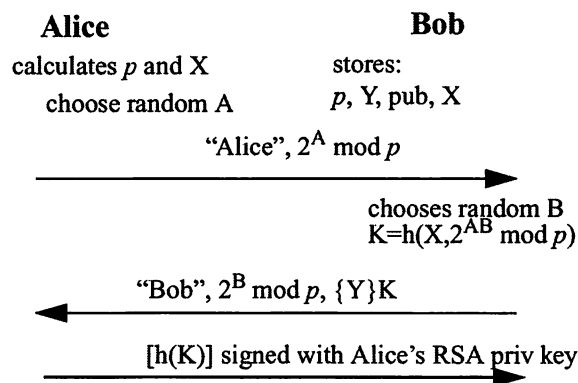 Alice
Bob
calculates p and X
stores:
choose random A
p, Y, pub, X
“Alice”, 2^A mod p
chooses random B
K=h(X,2^AB mod p)
“Bob”, 2^B mod p, {Y}K
[h(K)] signed with Alice’s RSA priv key